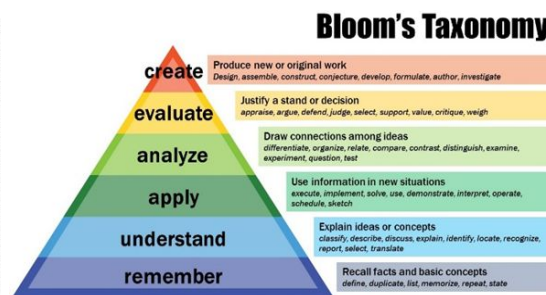 Bloom's Taxonomy
create
Produce new or original work
Design, assemble, construct, conjecture, develop, formulate, author, investigate
evaluate
Justify a stand or decision
appraise, argue, defend, judge, select, support, value, critique, weigh
analyze
Draw connections among ideas
differentiate, organize, relate, compare, contrast, distinguish, examine,
experiment, question, test
apply
Use information in new situations
execute, implement, solve, use, demonstrate, interpret, operate,
schedule, sketch
understand
Explain ideas or concepts
classify, describe, discuss, explain, identify, locate, recognize,
report, select, translate
remember
Recall facts and basic concepts
define, duplicate, list, memorize, repeat, state